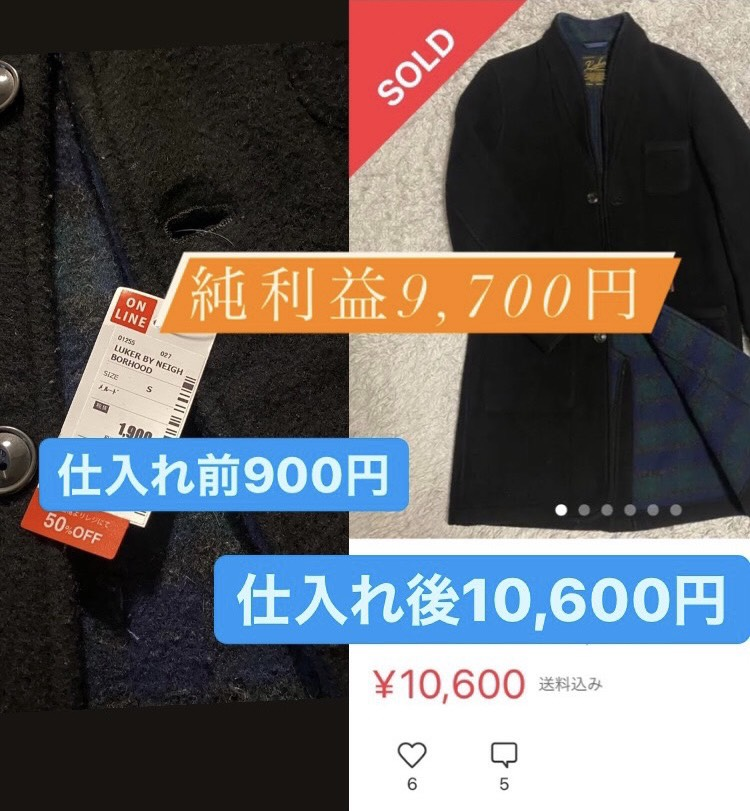 SOLD
純利益9,700円
ON
LINE
01255 027
LUKER BY NEIGH
BORHOOD
SIZE S
1,900
50%OFF
仕入れ前900円
仕入れ後10,600円
¥10,600 送料込み
6 5